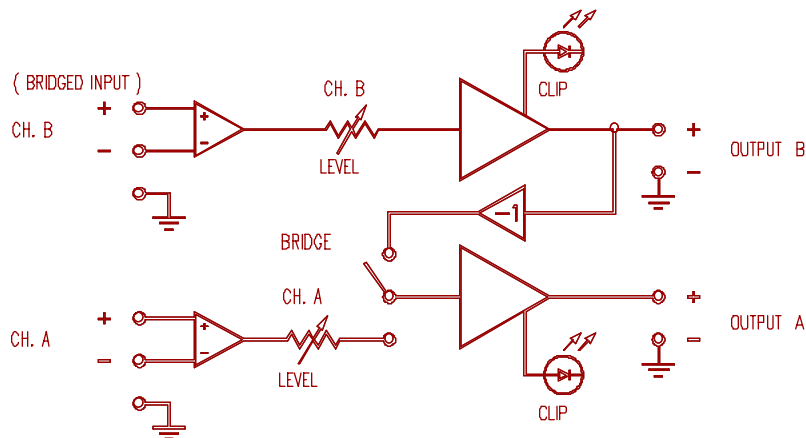 ( BRIDGED INPUT )
CH. B
+
−
+
−
CH. B
LEVEL
CLIP
+
−
OUTPUT B
−1
BRIDGE
CH. A
+
−
+
−
CH. A
LEVEL
CLIP
+
−
OUTPUT A